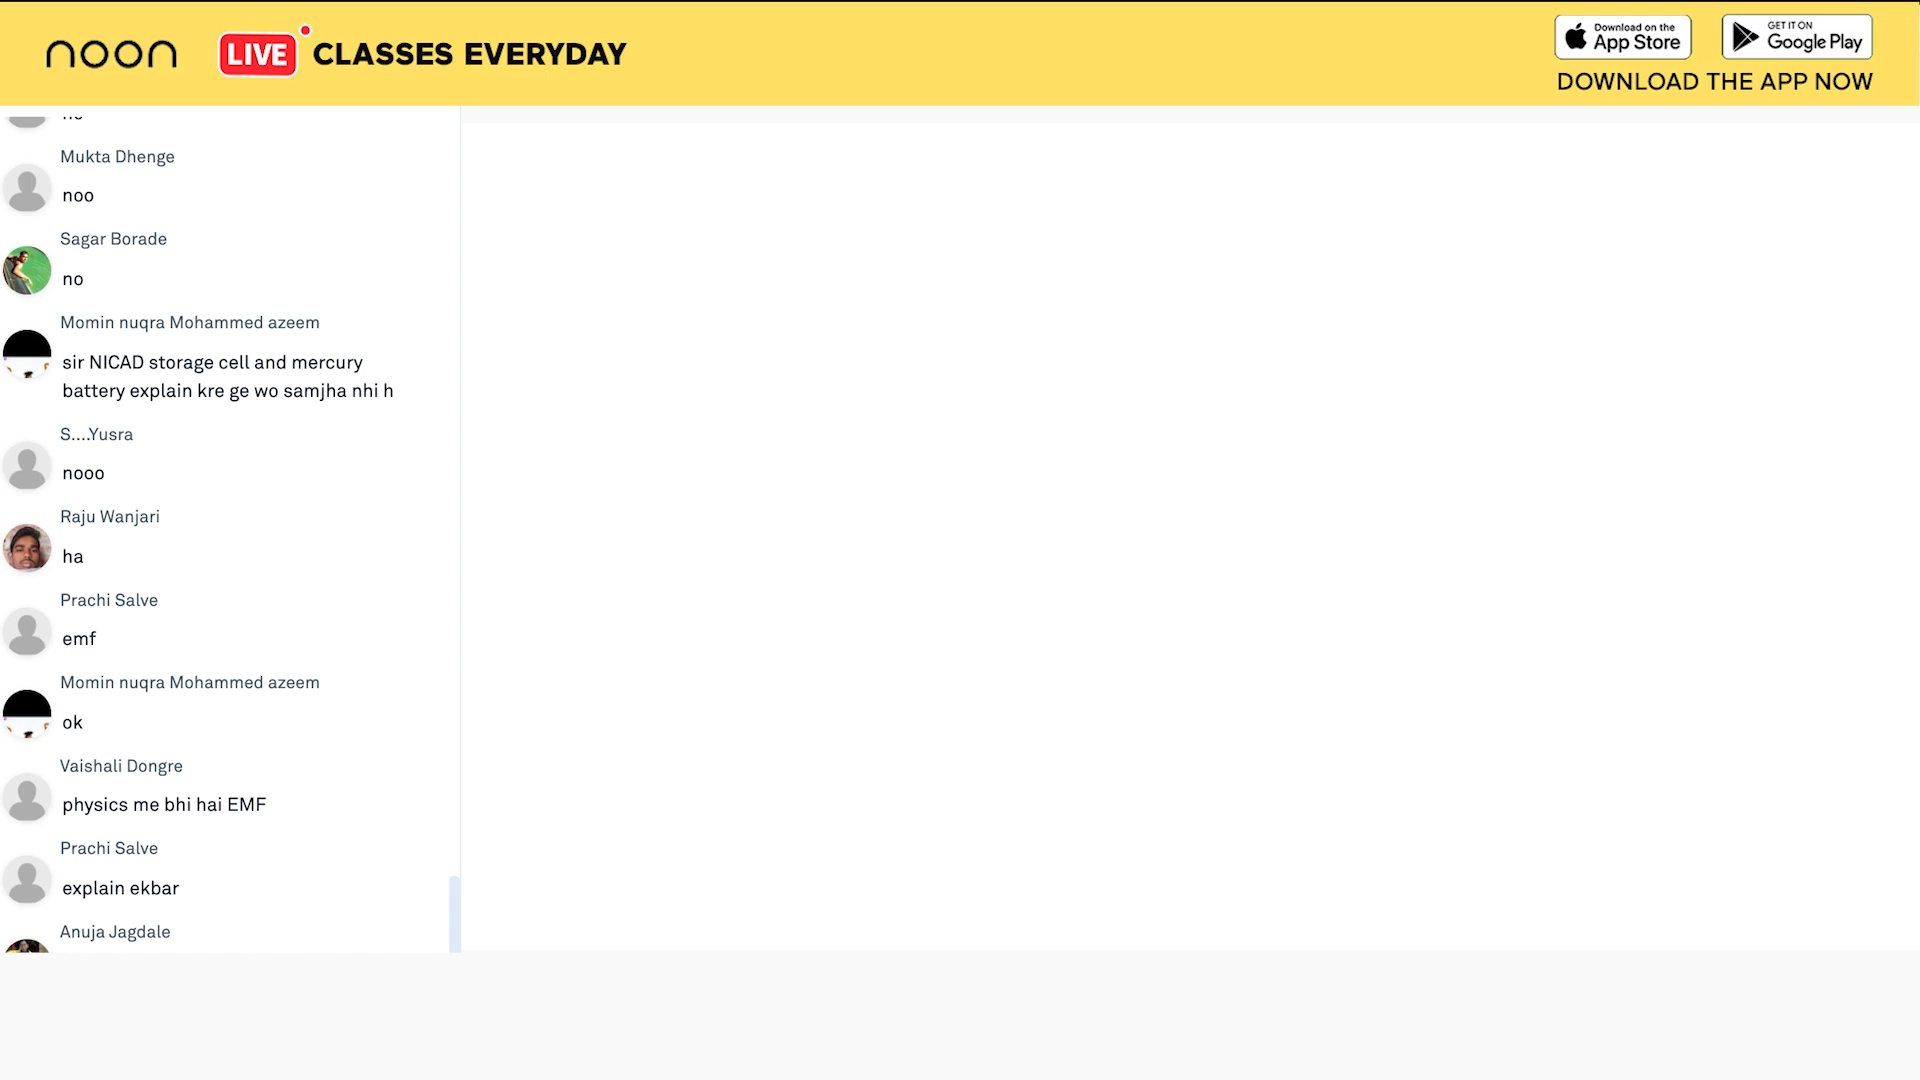 noon
LIVE CLASSES EVERYDAY
Download on the
App Store
GET IT ON
Google Play
DOWNLOAD THE APP NOW
Mukta Dhenge
noo
Sagar Borade
no
Momin nuqra Mohammed azeem
sir NICAD storage cell and mercury
battery explain kre ge wo samjha nhi h
S....Yusra
nooo
Raju Wanjari
ha
Prachi Salve
emf
Momin nuqra Mohammed azeem
ok
Vaishali Dongre
physics me bhi hai EMF
Prachi Salve
explain ekbar
Anuja Jagdale